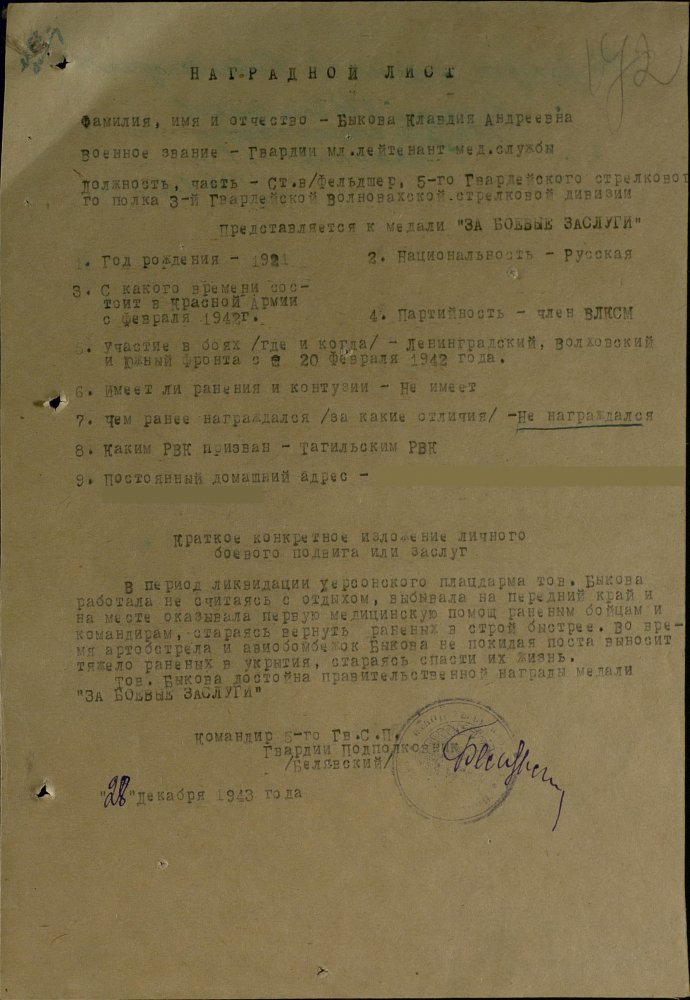 192
НАГРАДНОЙ ЛИСТ
Фамилия, имя и отчество - Быкова Клавдия Андреевна
Военное звание - Гвардии мл.лейтенант мед.службы
Должность, часть - Ст.в/Фельдшер, 5-го Гвардейского стрелково
го полка 3-й Гвардейской Волновахской стрелковой дивизии
Представляется к медали "ЗА БОЕВЫЕ ЗАСЛУГИ"
1. Год рождения - 1921 2. Национальность - Русская
3. С какого времени сос-
тоит в Красной Армии
с февраля 1942г. 4. Партийность - член ВЛКСМ
5. Участие в боях /где и когда/ - Ленинградский, Волховский
и Южный фронта с 20 Февраля 1942 года.
6. Имеет ли ранения и контузии - Не имеет
7. Чем ранее награждался /за какие отличия/ -Не награждался
8. Каким РВК призван - Тагильским РВК
9. Постоянный домашний адрес -
Краткое конкретное изложение личного
боевого подвига или заслуг
В период ликвидации Херсонского плацдарма тов. Быкова
работала не считаясь с отдыхом, выбывала на передний край и
на месте оказывала первую медицинскую помощ раненым бойцам и
командирам, стараясь вернуть раненых в строй быстрее. Во вре-
мя артобстрела и авиобомбежок Быкова не покидая поста выносит
тяжело раненых в укрытия, стараясь спасти их жизнь.
Тов. Быкова достойна правительственной награды медали
"ЗА БОЕВЫЕ ЗАСЛУГИ"
Командир 5-го Гв.С.П.
Гвардии Подполковник
/Белявский/
"28" декабря 1943 года